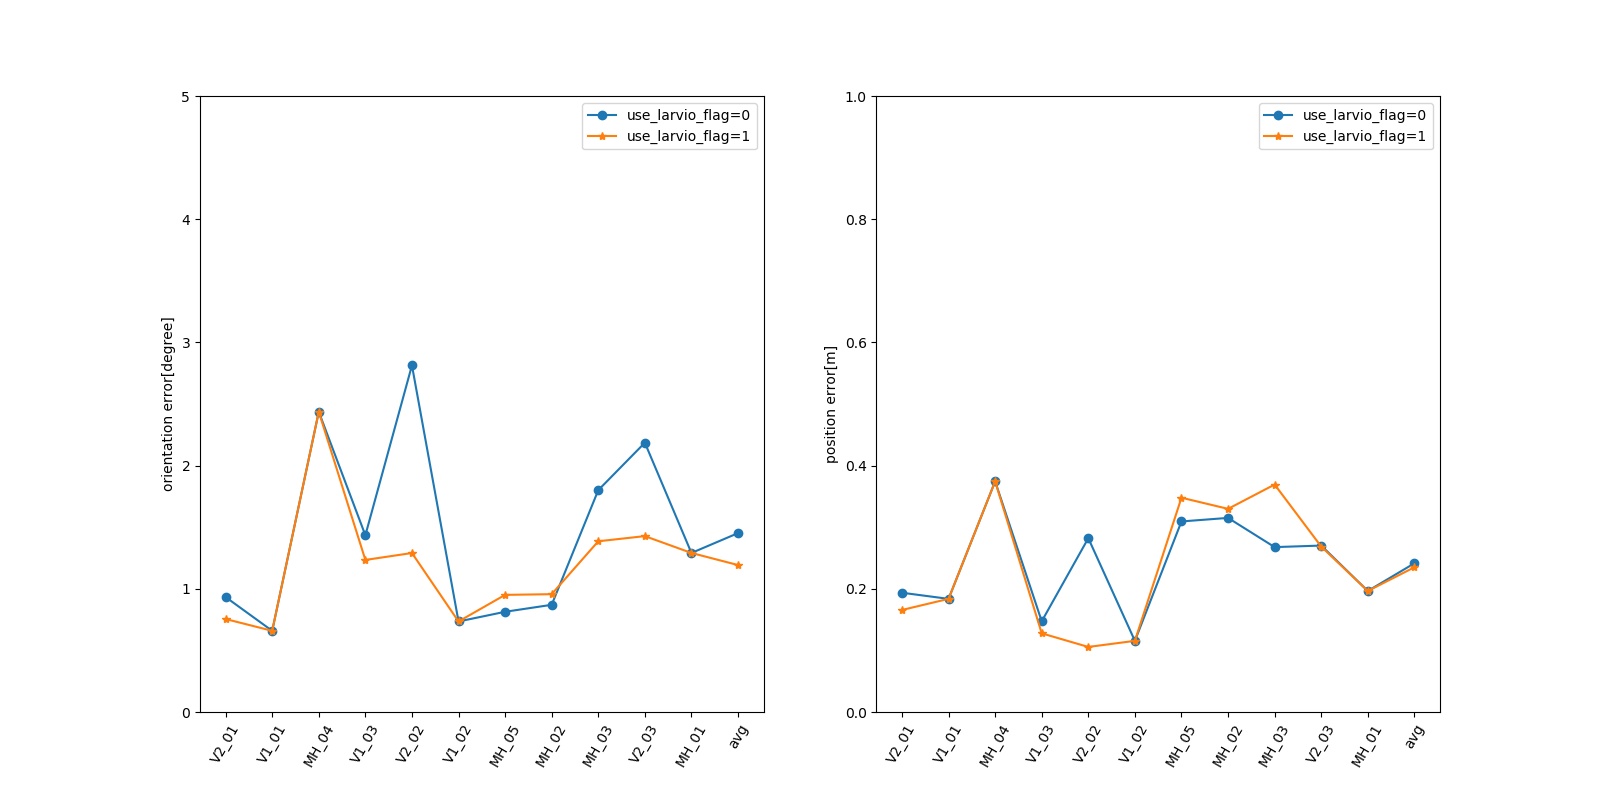 use_larvio_flag=0
use_larvio_flag=1
orientation error[degree]
5
4
3
2
1
0
V2_01
V1_01
MH_04
V1_03
V2_02
V1_02
MH_05
MH_02
MH_03
V2_03
MH_01
avg
use_larvio_flag=0
use_larvio_flag=1
position error[m]
1.0
0.8
0.6
0.4
0.2
0.0
V2_01
V1_01
MH_04
V1_03
V2_02
V1_02
MH_05
MH_02
MH_03
V2_03
MH_01
avg